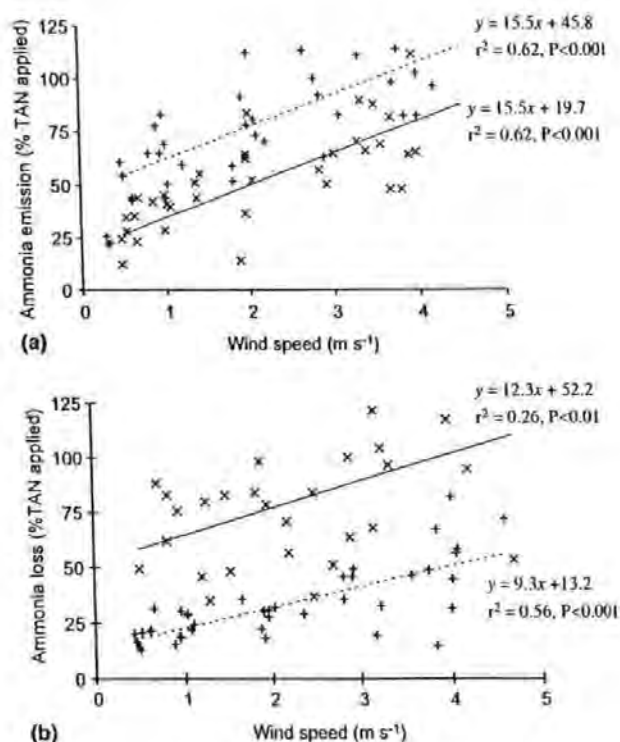 y = 15.5x + 45.8
r² = 0.62, P<0.001
y = 15.5x + 19.7
r² = 0.62, P<0.001
Ammonia emission (% TAN applied)
125
100
75
50
25
0
0 1 2 3 4 5
(a) Wind speed (m s⁻¹)
y = 12.3x + 52.2
r² = 0.26, P<0.01
y = 9.3x+13.2
r² = 0.56, P<0.001
Ammonia loss (%TAN applied)
125
100
75
50
25
0
0 1 2 3 4 5
(b) Wind speed (m s⁻¹)